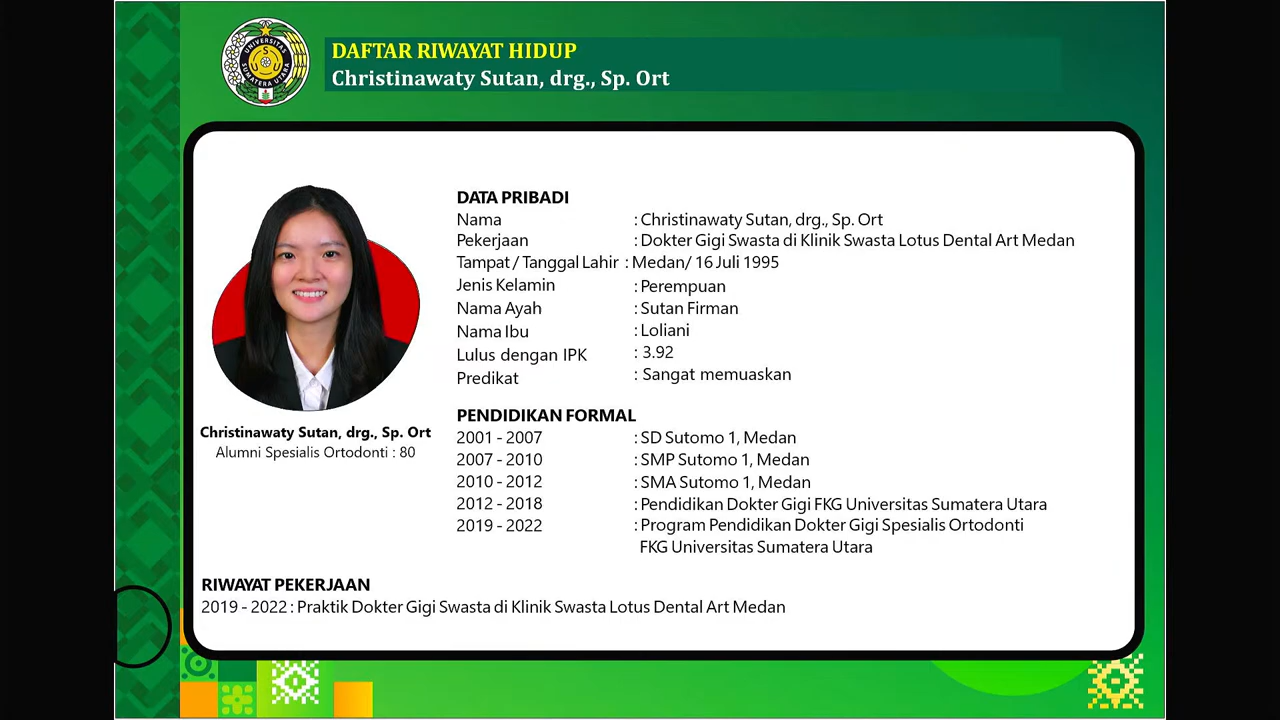 UNIVERSITAS SUMATERA UTARA
DAFTAR RIWAYAT HIDUP
Christinawaty Sutan, drg., Sp. Ort
DATA PRIBADI
Nama : Christinawaty Sutan, drg., Sp. Ort
Pekerjaan : Dokter Gigi Swasta di Klinik Swasta Lotus Dental Art Medan
Tampat / Tanggal Lahir : Medan/ 16 Juli 1995
Jenis Kelamin : Perempuan
Nama Ayah : Sutan Firman
Nama Ibu : Loliani
Lulus dengan IPK : 3.92
Predikat : Sangat memuaskan
Christinawaty Sutan, drg., Sp. Ort
Alumni Spesialis Ortodonti : 80
PENDIDIKAN FORMAL
2001 - 2007 : SD Sutomo 1, Medan
2007 - 2010 : SMP Sutomo 1, Medan
2010 - 2012 : SMA Sutomo 1, Medan
2012 - 2018 : Pendidikan Dokter Gigi FKG Universitas Sumatera Utara
2019 - 2022 : Program Pendidikan Dokter Gigi Spesialis Ortodonti
FKG Universitas Sumatera Utara
RIWAYAT PEKERJAAN
2019 - 2022 : Praktik Dokter Gigi Swasta di Klinik Swasta Lotus Dental Art Medan